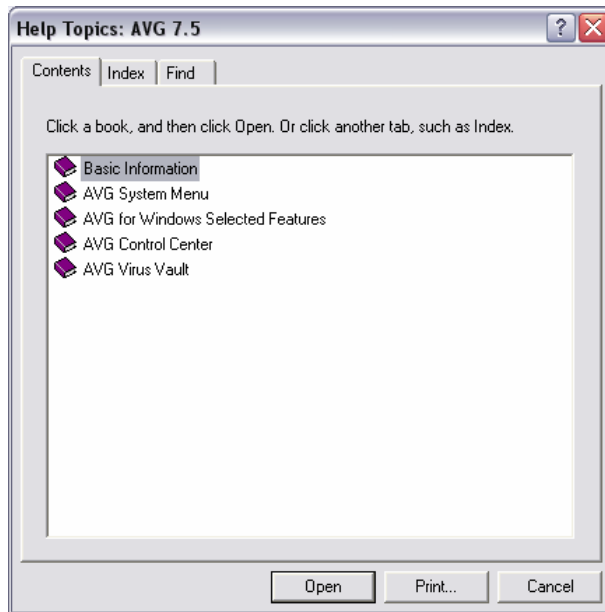 Help Topics: AVG 7.5
Contents Index Find
Click a book, and then click Open. Or click another tab, such as Index.
Basic Information
AVG System Menu
AVG for Windows Selected Features
AVG Control Center
AVG Virus Vault
Open Print... Cancel